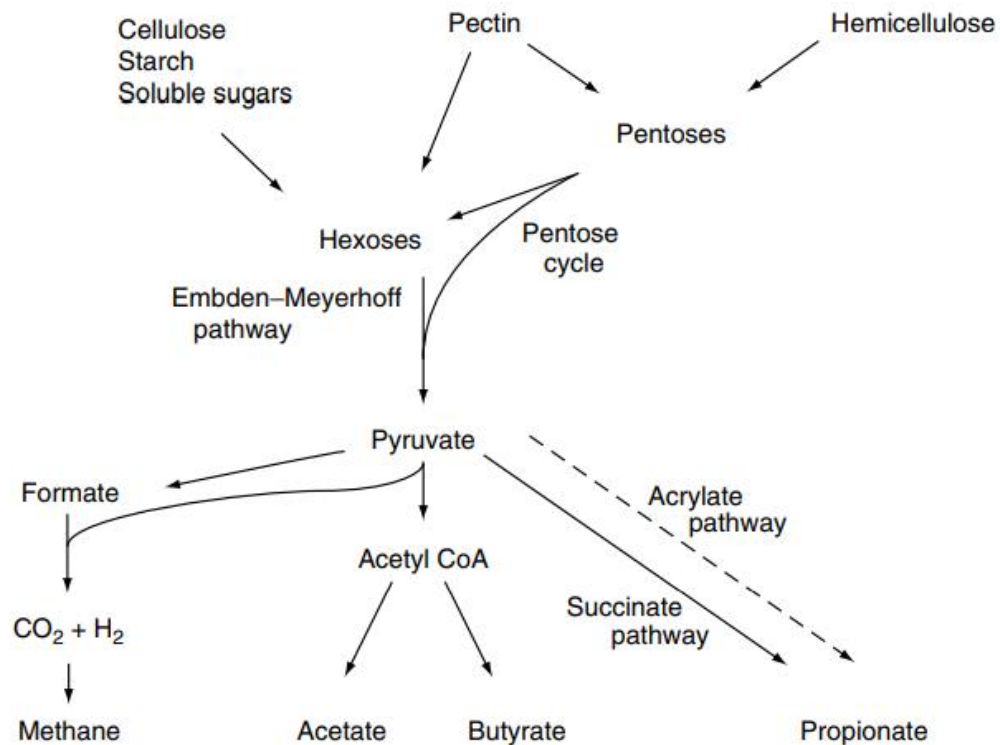 Cellulose
Starch
Soluble sugars
Pectin
Hemicellulose
Pentoses
Hexoses
Pentose
cycle
Embden–Meyerhoff
pathway
Pyruvate
Formate
Acrylate
pathway
Acetyl CoA
Succinate
pathway
CO₂ + H₂
Methane
Acetate
Butyrate
Propionate